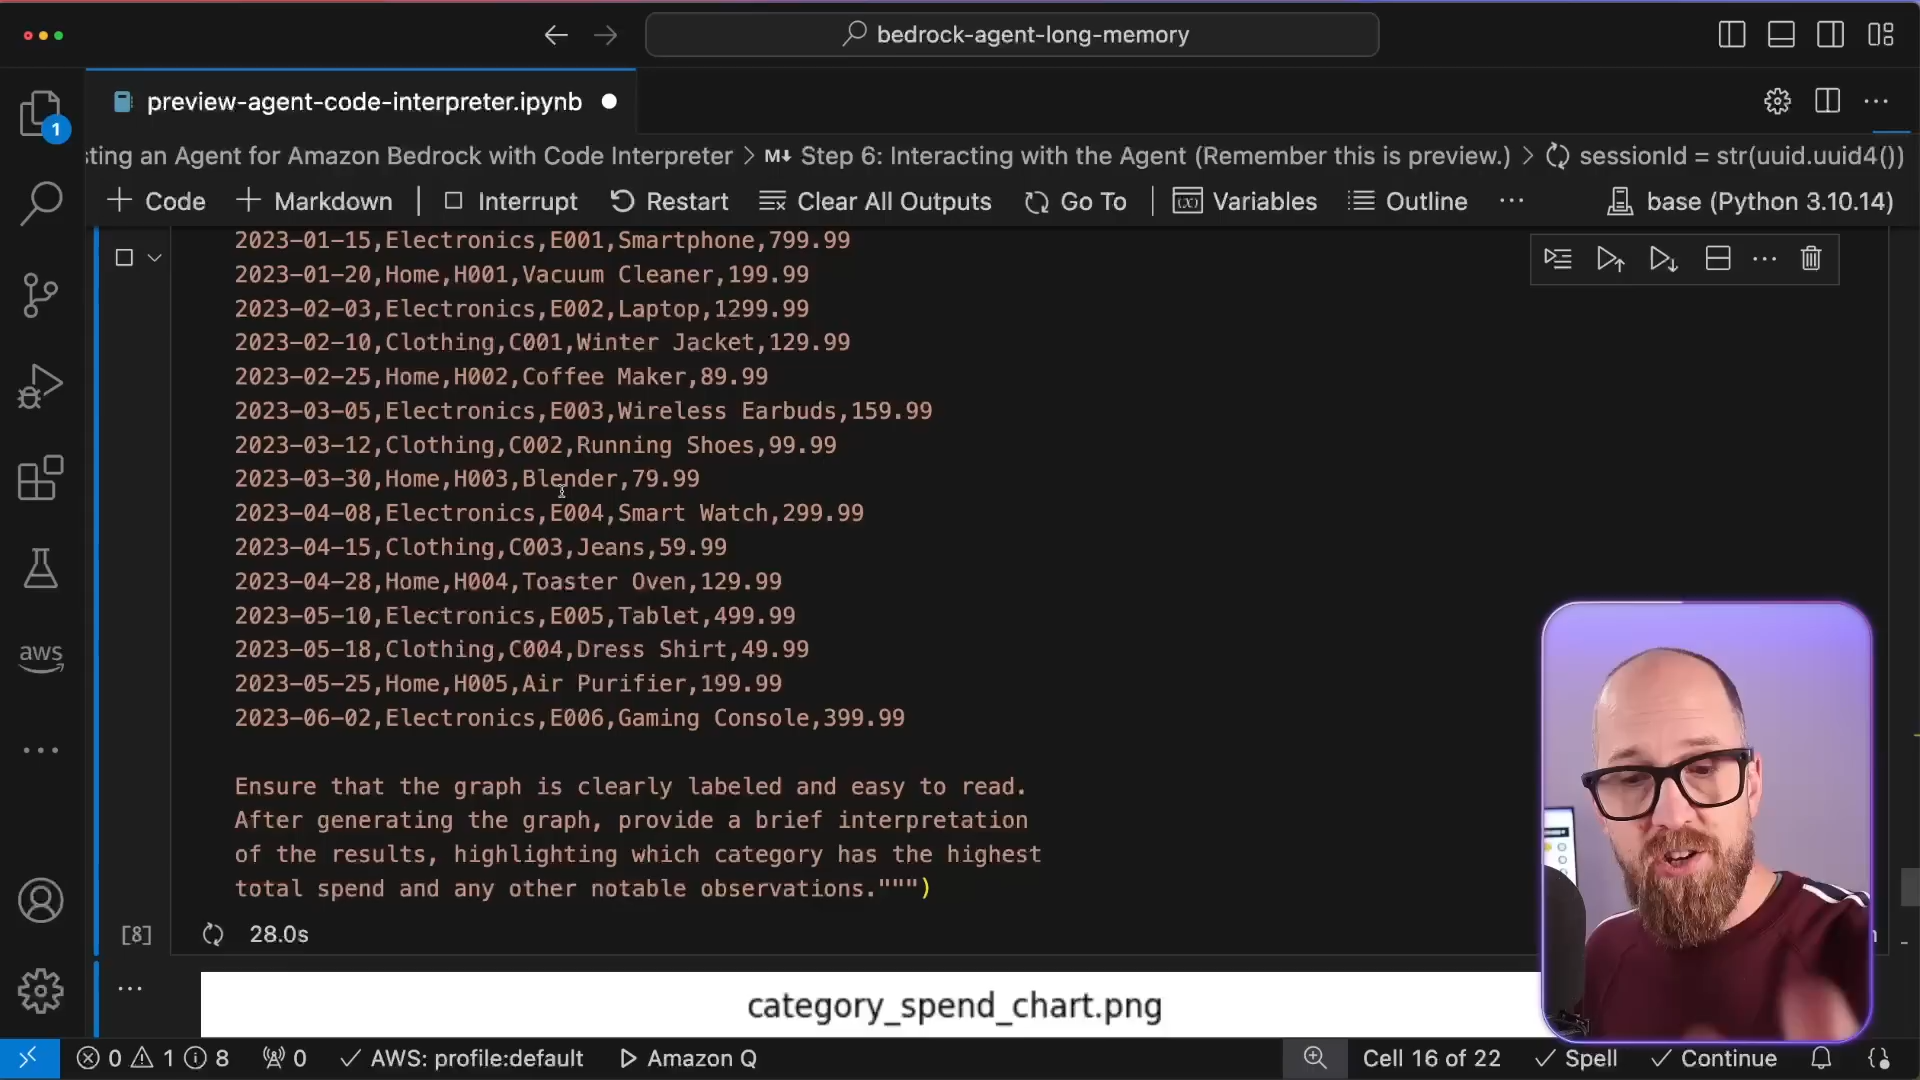 bedrock-agent-long-memory
preview-agent-code-interpreter.ipynb
1
sting an Agent for Amazon Bedrock with Code Interpreter > M↓ Step 6: Interacting with the Agent (Remember this is preview.) > sessionId = str(uuid.uuid4())
+ Code + Markdown | Interrupt Restart Clear All Outputs Go To | Variables Outline ... base (Python 3.10.14)
2023-01-15,Electronics,E001,Smartphone,799.99
2023-01-20,Home,H001,Vacuum Cleaner,199.99
2023-02-03,Electronics,E002,Laptop,1299.99
2023-02-10,Clothing,C001,Winter Jacket,129.99
2023-02-25,Home,H002,Coffee Maker,89.99
2023-03-05,Electronics,E003,Wireless Earbuds,159.99
2023-03-12,Clothing,C002,Running Shoes,99.99
2023-03-30,Home,H003,Blender,79.99
2023-04-08,Electronics,E004,Smart Watch,299.99
2023-04-15,Clothing,C003,Jeans,59.99
2023-04-28,Home,H004,Toaster Oven,129.99
2023-05-10,Electronics,E005,Tablet,499.99
2023-05-18,Clothing,C004,Dress Shirt,49.99
2023-05-25,Home,H005,Air Purifier,199.99
2023-06-02,Electronics,E006,Gaming Console,399.99
aws
Ensure that the graph is clearly labeled and easy to read.
After generating the graph, provide a brief interpretation
of the results, highlighting which category has the highest
total spend and any other notable observations.""")
[8] 28.0s
category_spend_chart.png
0 1 8 0 AWS: profile:default Amazon Q Cell 16 of 22 Spell Continue